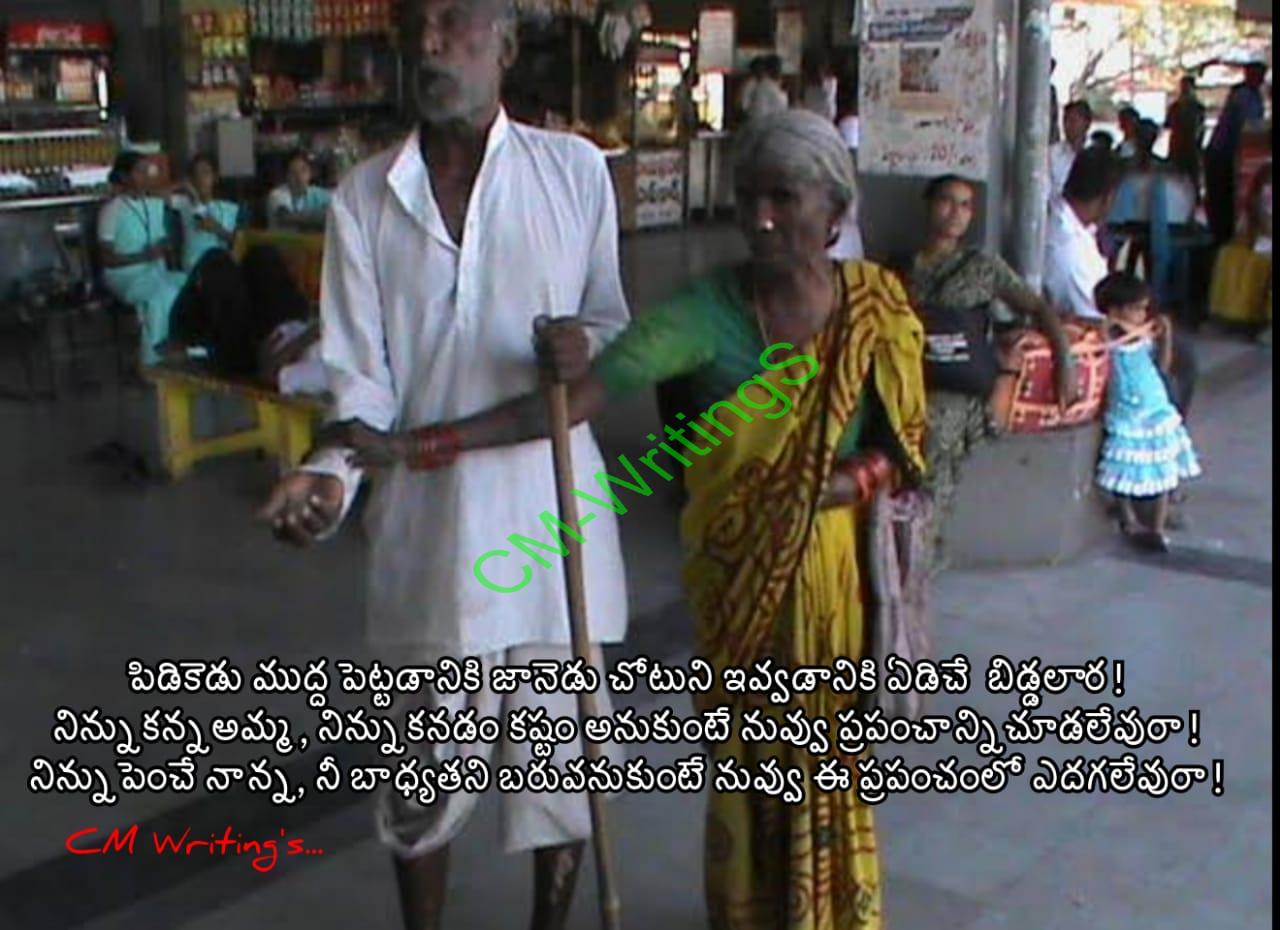 CM-WritingS
పిడికెడు ముద్ద పెట్టడానికి జానెడు చోటుని ఇవ్వడానికి ఏడిచే బిడ్డలార!
నిన్ను కన్న అమ్మ, నిన్ను కనడం కష్టం అనుకుంటే నువ్వు ప్రపంచాన్ని చూడలేవురా!
నిన్ను పెంచే నాన్న, నీ బాధ్యతని బరువనుకుంటే నువ్వు ఈ ప్రపంచంలో ఎదగలేవురా!
CM Writing's...